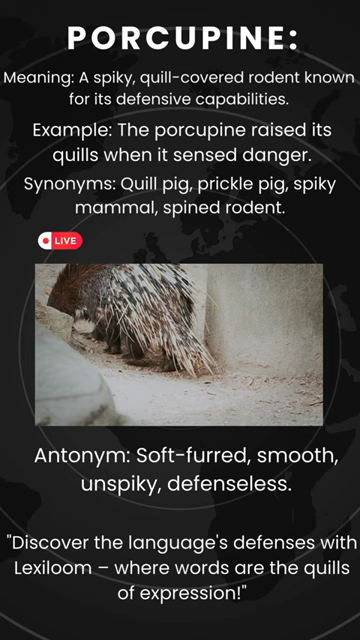 PORCUPINE:
Meaning: A spiky, quill-covered rodent known
for its defensive capabilities.
Example: The porcupine raised its
quills when it sensed danger.
Synonyms: Quill pig, prickle pig, spiky
mammal, spined rodent.
LIVE
Antonym: Soft-furred, smooth,
unspiky, defenseless.
"Discover the language's defenses with
Lexiloom – where words are the quills
of expression!"